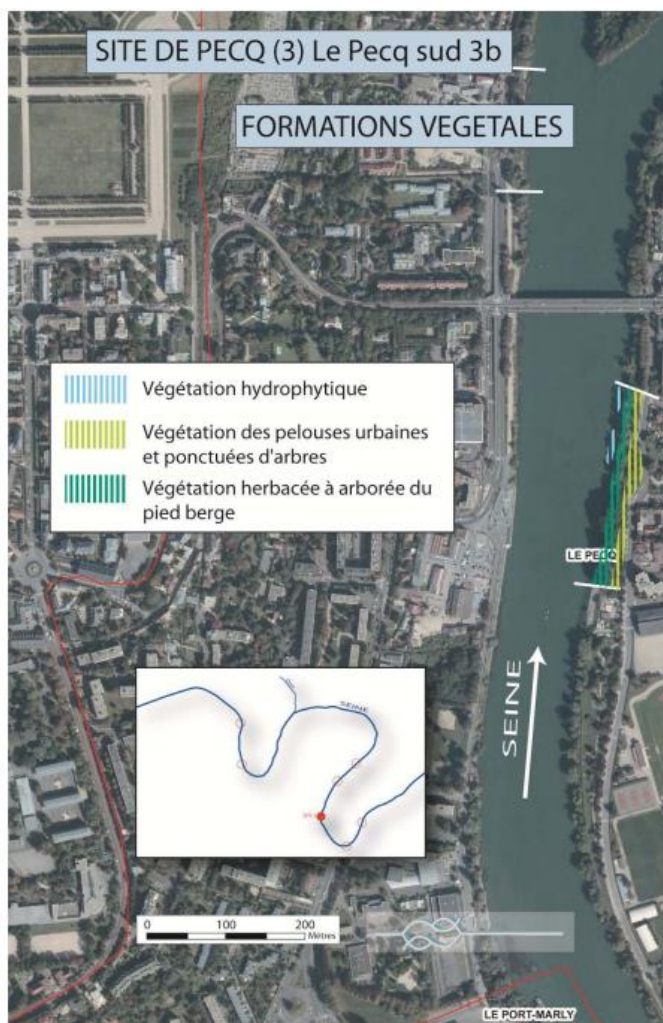 SITE DE PECQ (3) Le Pecq sud 3b
FORMATIONS VEGETALES
Végétation hydrophytique
Végétation des pelouses urbaines
et ponctuées d'arbres
Végétation herbacée à arborée du
pied berge
LE PECQ
SEINE
SEINE
0 100 200
Mètres
LE PORT-MARLY